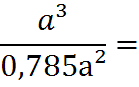 a³
0,785a² =